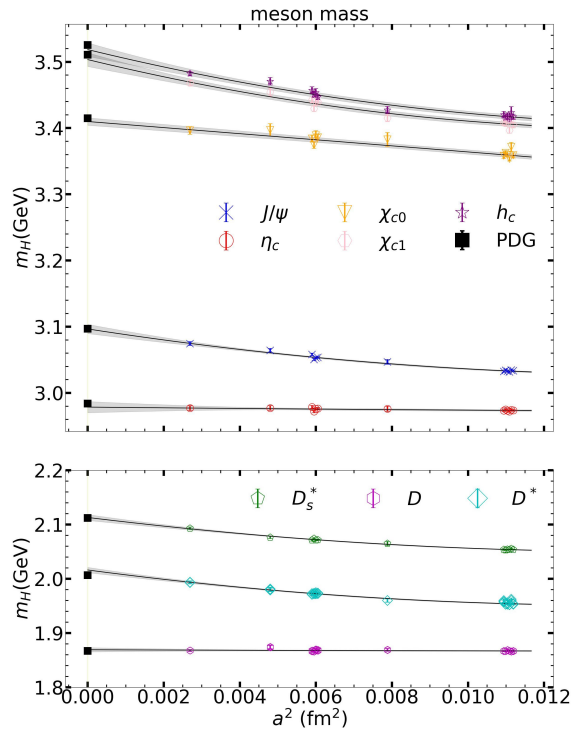 meson mass
3.5
3.4
3.3
3.2
3.1
3.0
m_H(GeV)
J/ψ χ_c0 h_c
η_c χ_c1 PDG
2.2
2.1
2.0
1.9
1.8
m_H(GeV)
D_s^* D D^*
0.000 0.002 0.004 0.006 0.008 0.010 0.012
a^2 (fm^2)